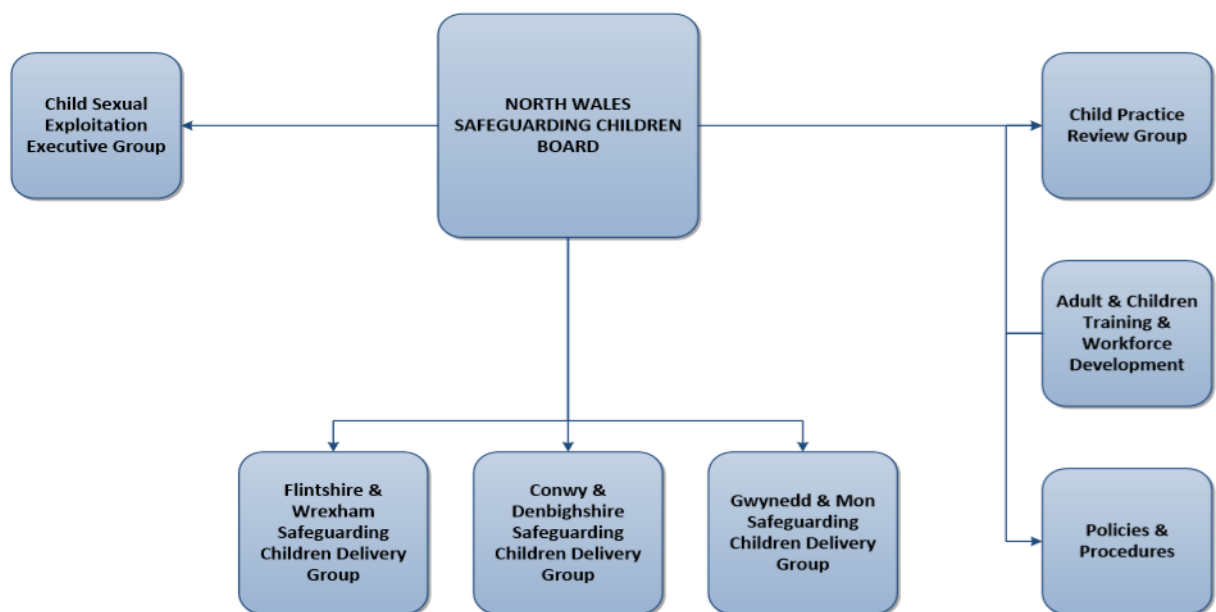 Child Sexual
Exploitation
Executive Group
NORTH WALES
SAFEGUARDING CHILDREN
BOARD
Child Practice
Review Group
Adult & Children
Training &
Workforce
Development
Flintshire &
Wrexham
Safeguarding
Children Delivery
Group
Conwy &
Denbighshire
Safeguarding
Children Delivery
Group
Gwynedd & Mon
Safeguarding
Children Delivery
Group
Policies &
Procedures